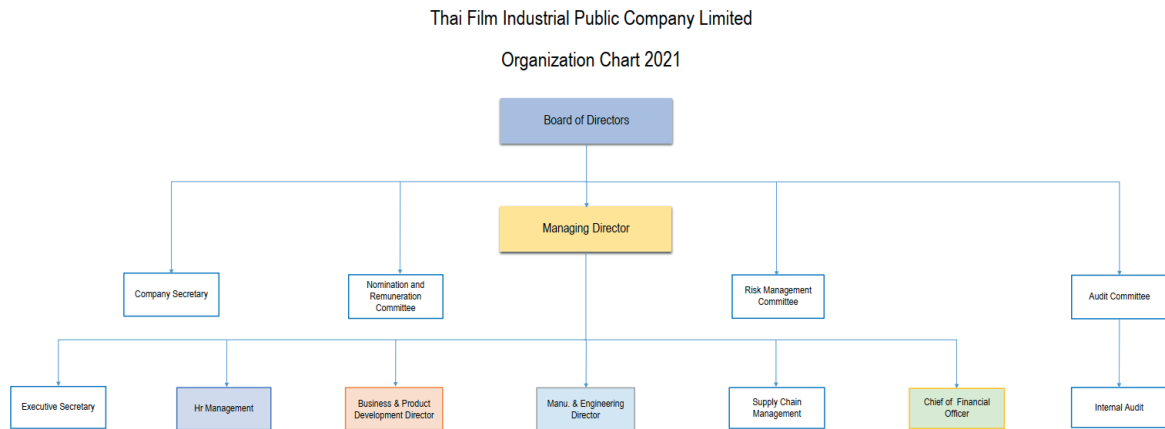 Thai Film Industrial Public Company Limited
Organization Chart 2021
Board of Directors
Managing Director
Company Secretary
Nomination and
Remuneration
Committee
Risk Management
Committee
Audit Committee
Executive Secretary
Hr Management
Business & Product
Development Director
Manu. & Engineering
Director
Supply Chain
Management
Chief of Financial
Officer
Internal Audit